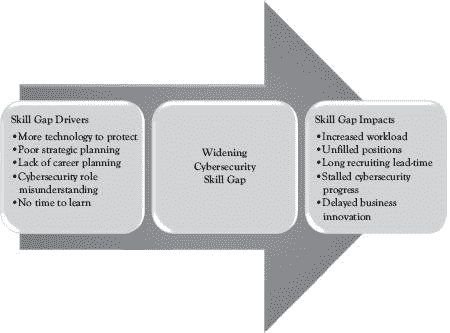 Skill Gap Drivers
•More technology to protect
•Poor strategic planning
•Lack of career planning
•Cybersecurity role
misunderstanding
•No time to learn
Widening
Cybersecurity
Skill Gap
Skill Gap Impacts
•Increased workload
•Unfilled positions
•Long recruiting lead-time
•Stalled cybersecurity
progress
•Delayed business
innovation